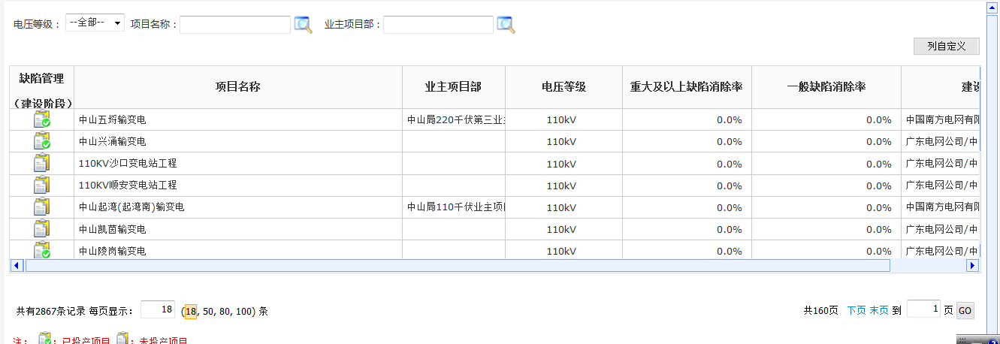 电压等级： --全部-- 项目名称： 业主项目部：
列自定义
缺陷管理
（建设阶段） 项目名称 业主项目部 电压等级 重大及以上缺陷消除率 一般缺陷消除率 建设
中山五埒输变电 中山局220千伏第三业 110kV 0.0% 0.0% 中国南方电网有限
中山兴涌输变电 110kV 0.0% 0.0% 广东电网公司/中
110KV沙口变电站工程 110kV 0.0% 0.0% 广东电网公司/中
110KV顺安变电站工程 110kV 0.0% 0.0% 广东电网公司/中
中山起湾(起湾南)输变电 中山局110千伏业主项 110kV 0.0% 0.0% 中国南方电网有限
中山凯茵输变电 110kV 0.0% 0.0% 广东电网公司/中
中山陵岗输变电 110kV 0.0% 0.0% 广东电网公司/中
共有2867条记录 每页显示： 18 (18, 50, 80, 100) 条 共160页 下页 末页 到 1 页 GO
注： ：已投产项目 ：未投产项目